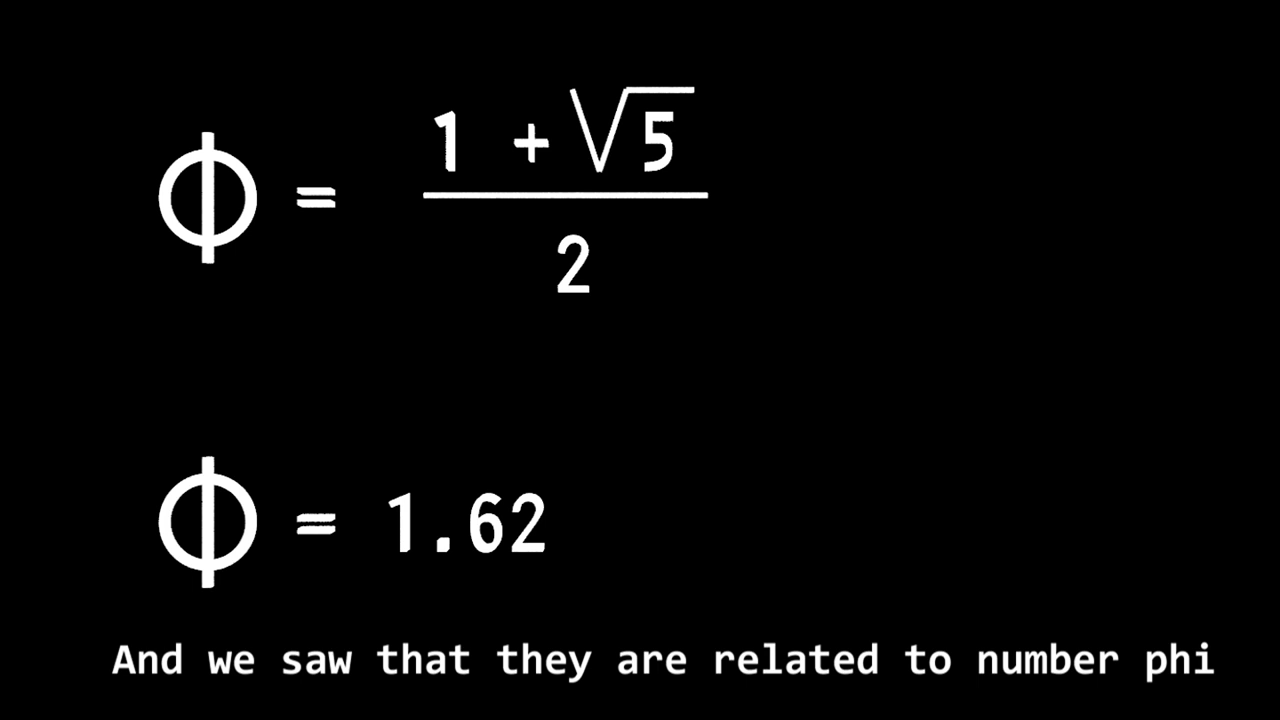 Φ = 1 + √5
2
Φ = 1.62
And we saw that they are related to number phi